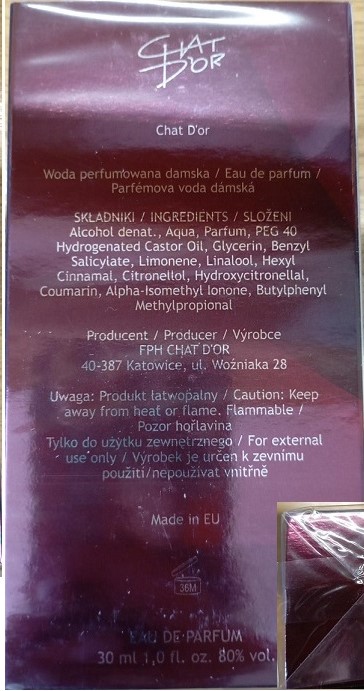 CHAT
D'OR
Chat D'or
Woda perfumowana damska / Eau de parfum /
Parfémova voda dámská
SKŁADNIKI / INGREDIENTS / SLOŽENI
Alcohol denat., Aqua, Parfum, PEG 40
Hydrogenated Castor Oil, Glycerin, Benzyl
Salicylate, Limonene, Linalool, Hexyl
Cinnamal, Citronellol, Hydroxycitronellal,
Coumarin, Alpha-Isomethyl Ionone, Butylphenyl
Methylpropional
Producent / Producer / Výrobce
FPH CHAT D'OR
40-387 Katowice, ul. Woźniaka 28
Uwaga: Produkt łatwopalny / Caution: Keep
away from heat or flame. Flammable /
Pozor hořlavina
Tylko do użytku zewnętrznego / For external
use only / Výrobek je určen k zevnímu
použití/nepoužívat vnitřně
Made in EU
36M
EAU DE PARFUM
30 ml 1,0 fl. oz. 80% vol.